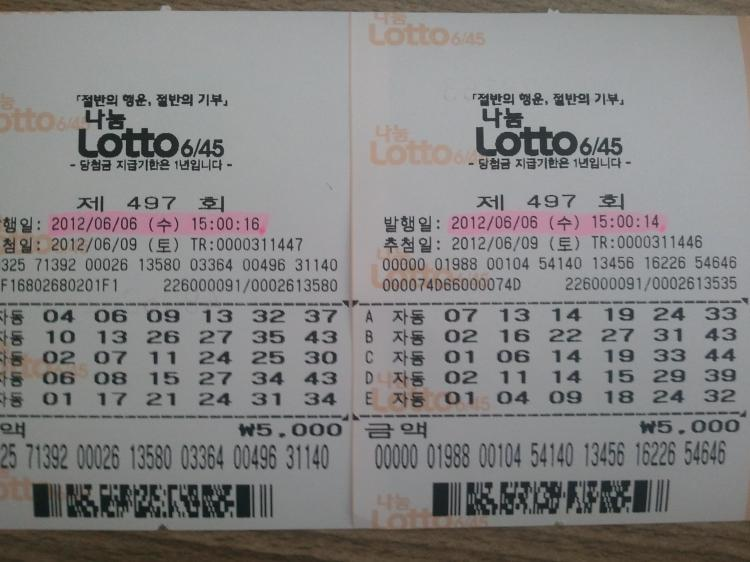 「절반의 행운, 절반의 기부」
나눔
Lotto 6/45
- 당첨금 지급기한은 1년입니다 -
제 497 회
행일: 2012/06/06 (수) 15:00:16
첨일: 2012/06/09 (토) TR:0000311447
325 71392 00026 13580 03364 00496 31140
F16802680201F1 226000091/0002613580
자동 04 06 09 13 32 37
자동 10 13 26 27 35 43
자동 02 07 11 24 25 30
자동 06 08 15 27 34 43
자동 01 17 21 24 31 34
액 ₩5,000
25 71392 00026 13580 03364 00496 31140
나눔
Lotto 6/45
「절반의 행운, 절반의 기부」
나눔
Lotto 6/45
- 당첨금 지급기한은 1년입니다 -
제 497 회
발행일: 2012/06/06 (수) 15:00:14
추첨일: 2012/06/09 (토) TR:0000311446
00000 01988 00104 54140 13456 16226 54646
000074D66000074D 226000091/0002613535
A 자동 07 13 14 19 24 33
B 자동 02 16 22 27 31 43
C 자동 01 06 14 19 33 44
D 자동 02 11 14 15 29 39
E 자동 01 04 09 18 24 32
금액 ₩5,000
00000 01988 00104 54140 13456 16226 54646
나눔
Lotto 6/45